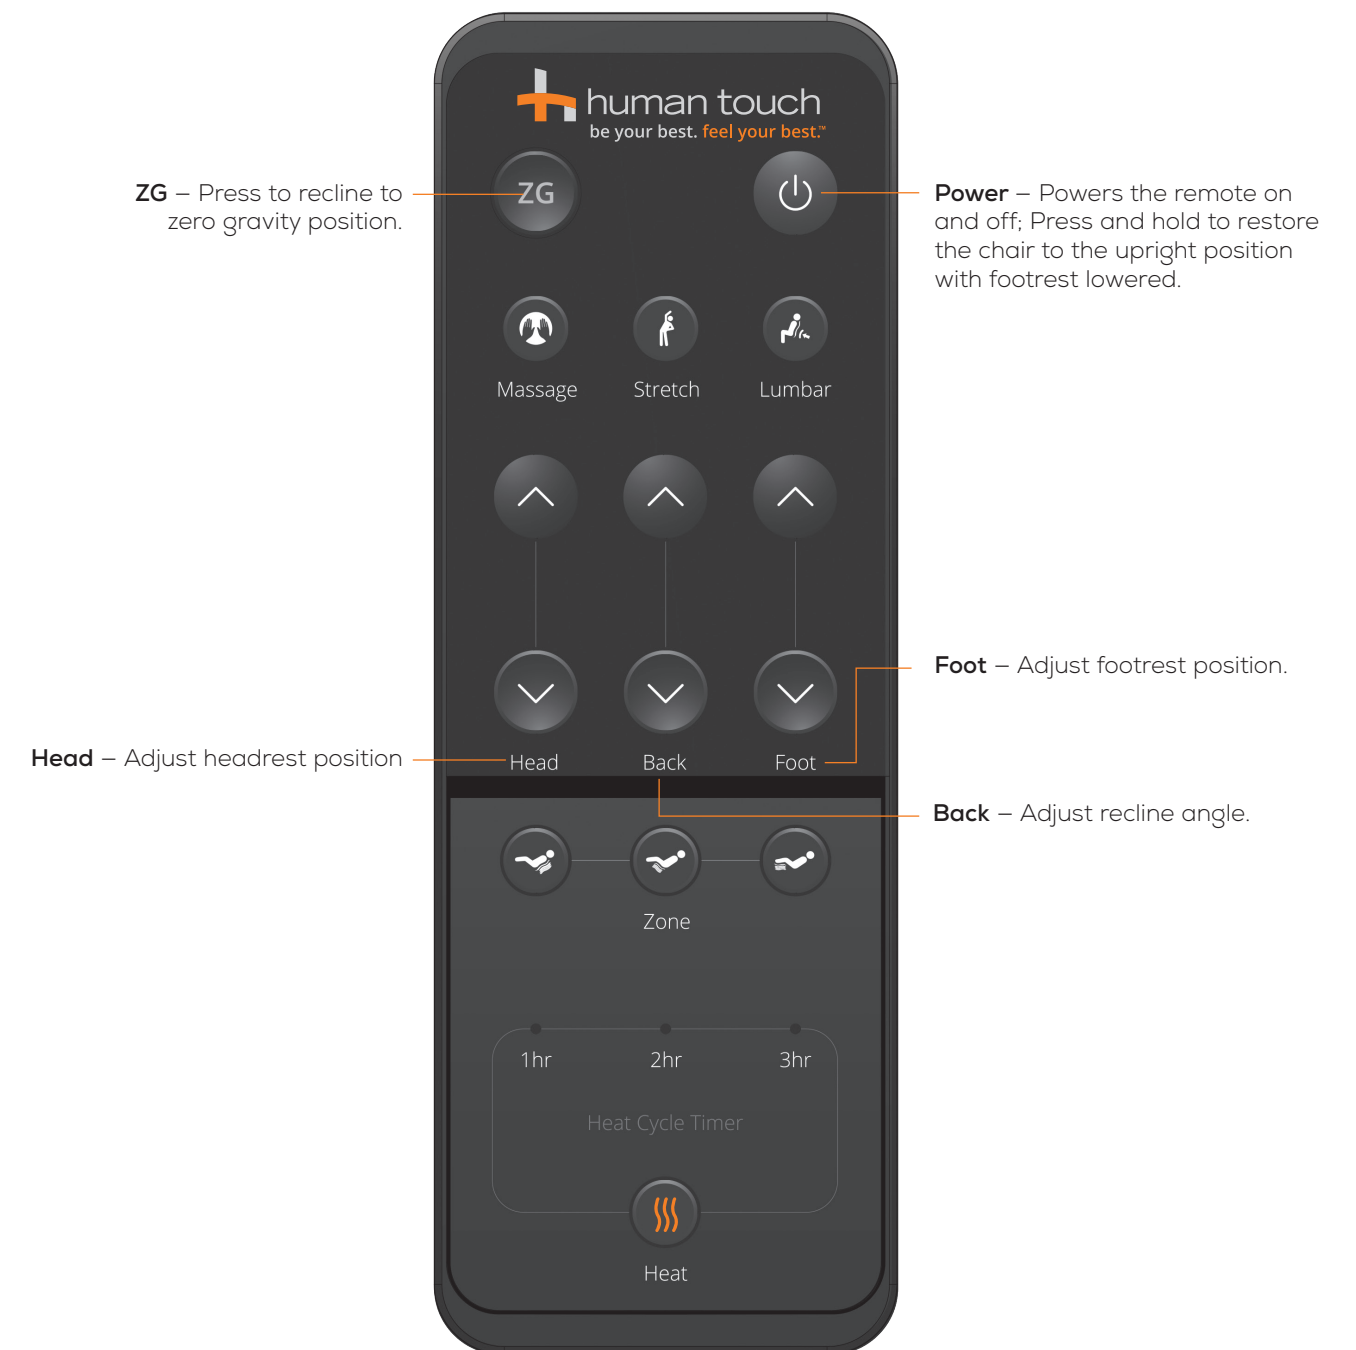 human touch
be your best. feel your best.™
ZG – Press to recline to
zero gravity position.
ZG
Power – Powers the remote on
and off; Press and hold to restore
the chair to the upright position
with footrest lowered.
Massage
Stretch
Lumbar
Foot – Adjust footrest position.
Head – Adjust headrest position
Head
Back
Foot
Back – Adjust recline angle.
Zone
1hr
2hr
3hr
Heat Cycle Timer
Heat